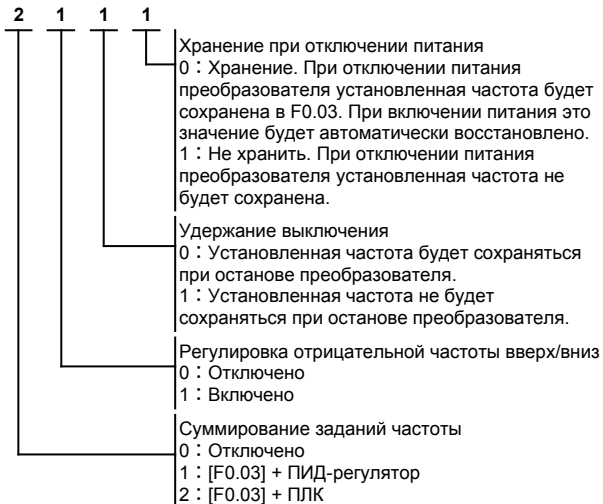 2 1 1 1
Хранение при отключении питания
0：Хранение. При отключении питания
преобразователя установленная частота будет
сохранена в F0.03. При включении питания это
значение будет автоматически восстановлено.
1：Не хранить. При отключении питания
преобразователя установленная частота не
будет сохранена.
Удержание выключения
0：Установленная частота будет сохраняться
при останове преобразователя.
1：Установленная частота не будет
сохраняться при останове преобразователя.
Регулировка отрицательной частоты вверх/вниз
0：Отключено
1：Включено
Суммирование заданий частоты
0：Отключено
1：[F0.03] + ПИД-регулятор
2：[F0.03] + ПЛК